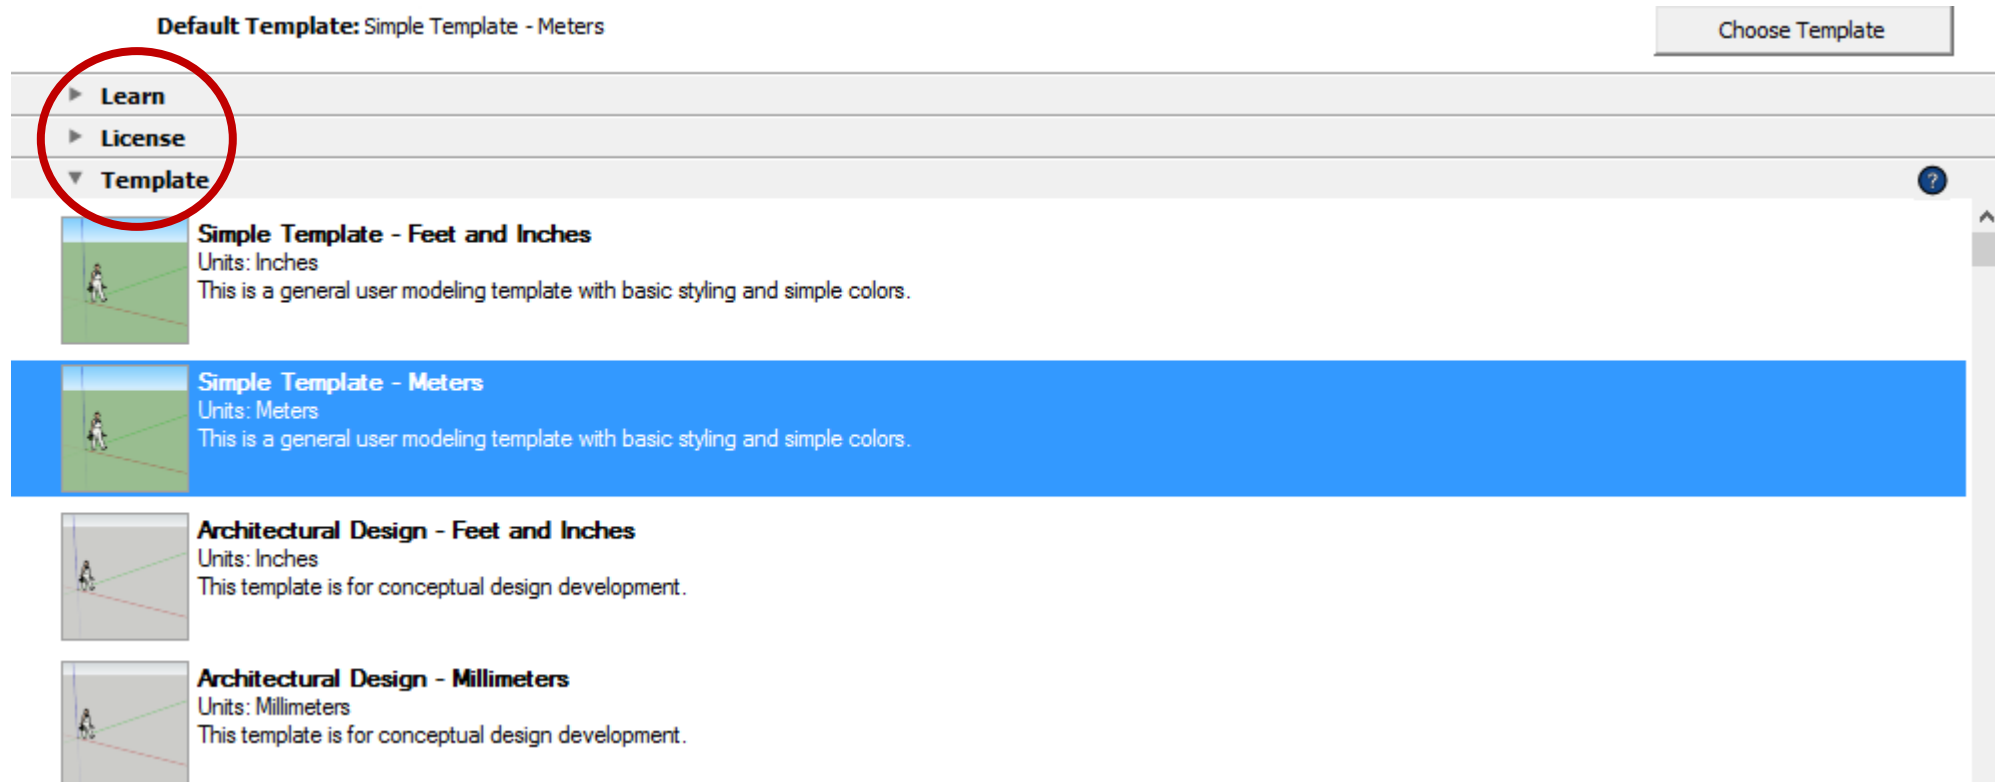 Default Template: Simple Template - Meters
Choose Template
Learn
License
Template
?
Simple Template - Feet and Inches
Units: Inches
This is a general user modeling template with basic styling and simple colors.
Simple Template - Meters
Units: Meters
This is a general user modeling template with basic styling and simple colors.
Architectural Design - Feet and Inches
Units: Inches
This template is for conceptual design development.
Architectural Design - Millimeters
Units: Millimeters
This template is for conceptual design development.